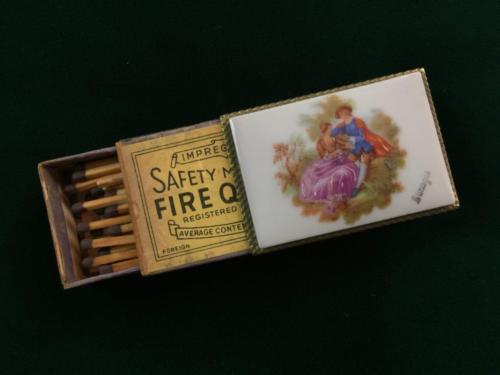 IMPREG
SAFETY M
FIRE Q
REGISTERED
AVERAGE CONTE
FOREIGN